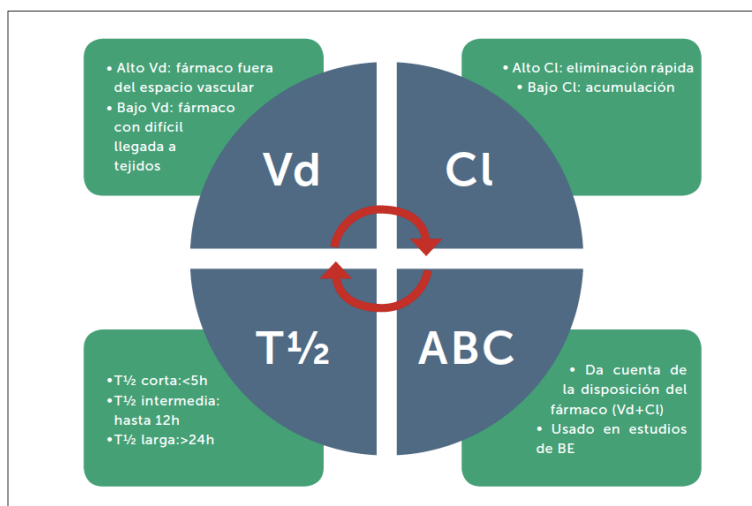 • Alto Vd: fármaco fuera
del espacio vascular
• Bajo Vd: fármaco
con difícil
llegada a
tejidos
Vd
• Alto Cl: eliminación rápida
• Bajo Cl: acumulación
Cl
•T½ corta:<5h
•T½ intermedia:
hasta 12h
•T½ larga:>24h
T½
ABC
• Da cuenta de
la disposición del
fármaco (Vd+Cl)
• Usado en estudios
de BE